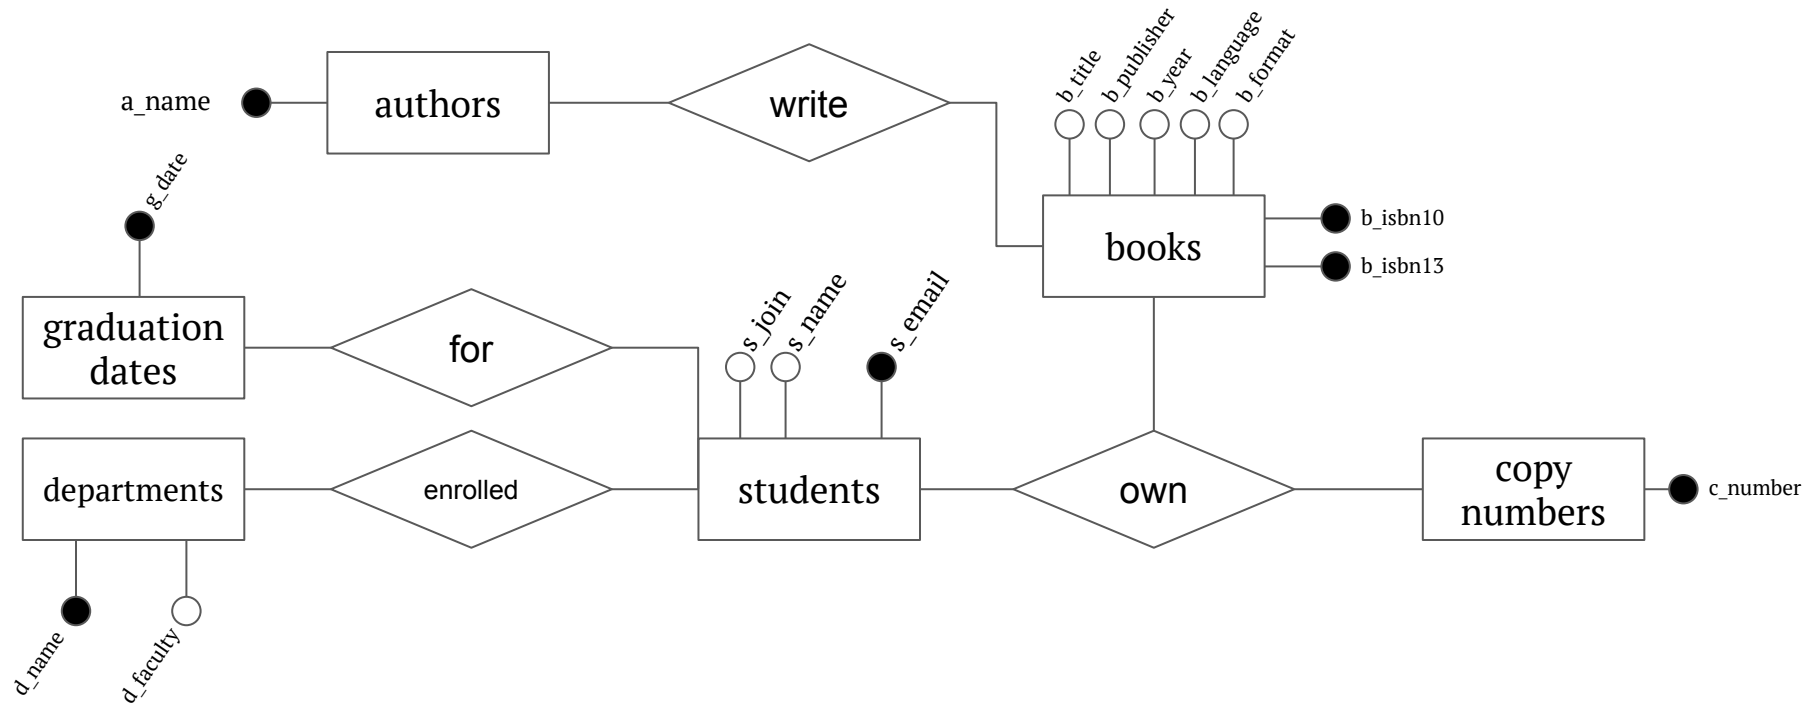 a_name
authors
write
b_title
b_publisher
b_year
b_language
b_format
g_date
books
b_isbn10
b_isbn13
graduation
dates
for
s_join
s_name
s_email
departments
enrolled
students
own
copy
numbers
c_number
d_name
d_faculty